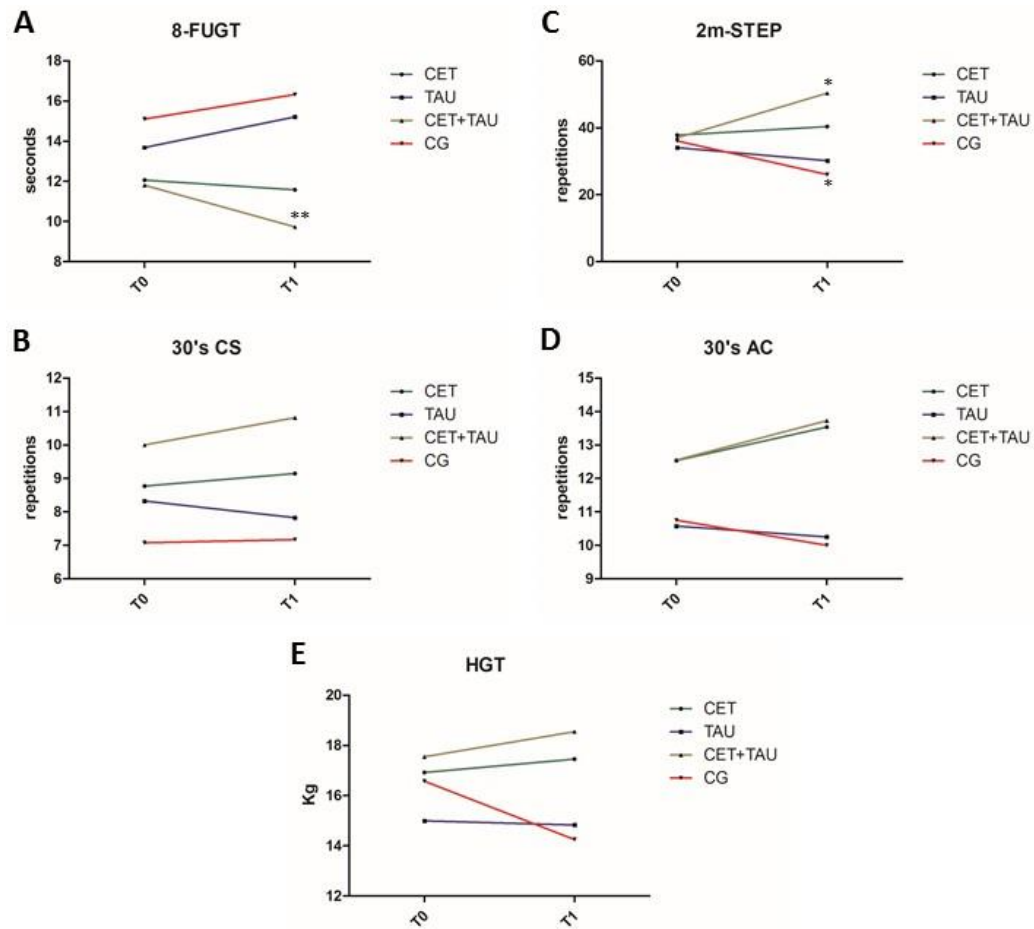 A
8-FUGT
seconds
18
16
14
12
10
8
**
T0
T1
CET
TAU
CET+TAU
CG
C
2m-STEP
repetitions
60
40
20
0
*
*
T0
T1
CET
TAU
CET+TAU
CG
B
30's CS
repetitions
12
11
10
9
8
7
6
T0
T1
CET
TAU
CET+TAU
CG
D
30's AC
repetitions
15
14
13
12
11
10
9
T0
T1
CET
TAU
CET+TAU
CG
E
HGT
Kg
20
18
16
14
12
T0
T1
CET
TAU
CET+TAU
CG